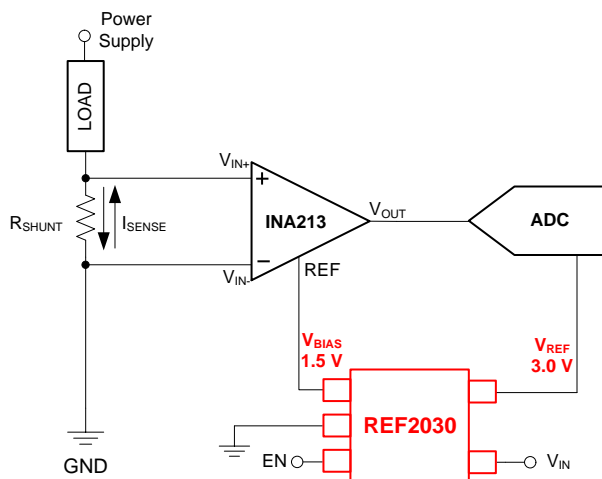 Power
Supply
LOAD
VIN+
+
RSHUNT
ISENSE
INA213
VOUT
ADC
−
VIN-
REF
VBIAS
1.5 V
VREF
3.0 V
REF2030
EN
VIN
GND